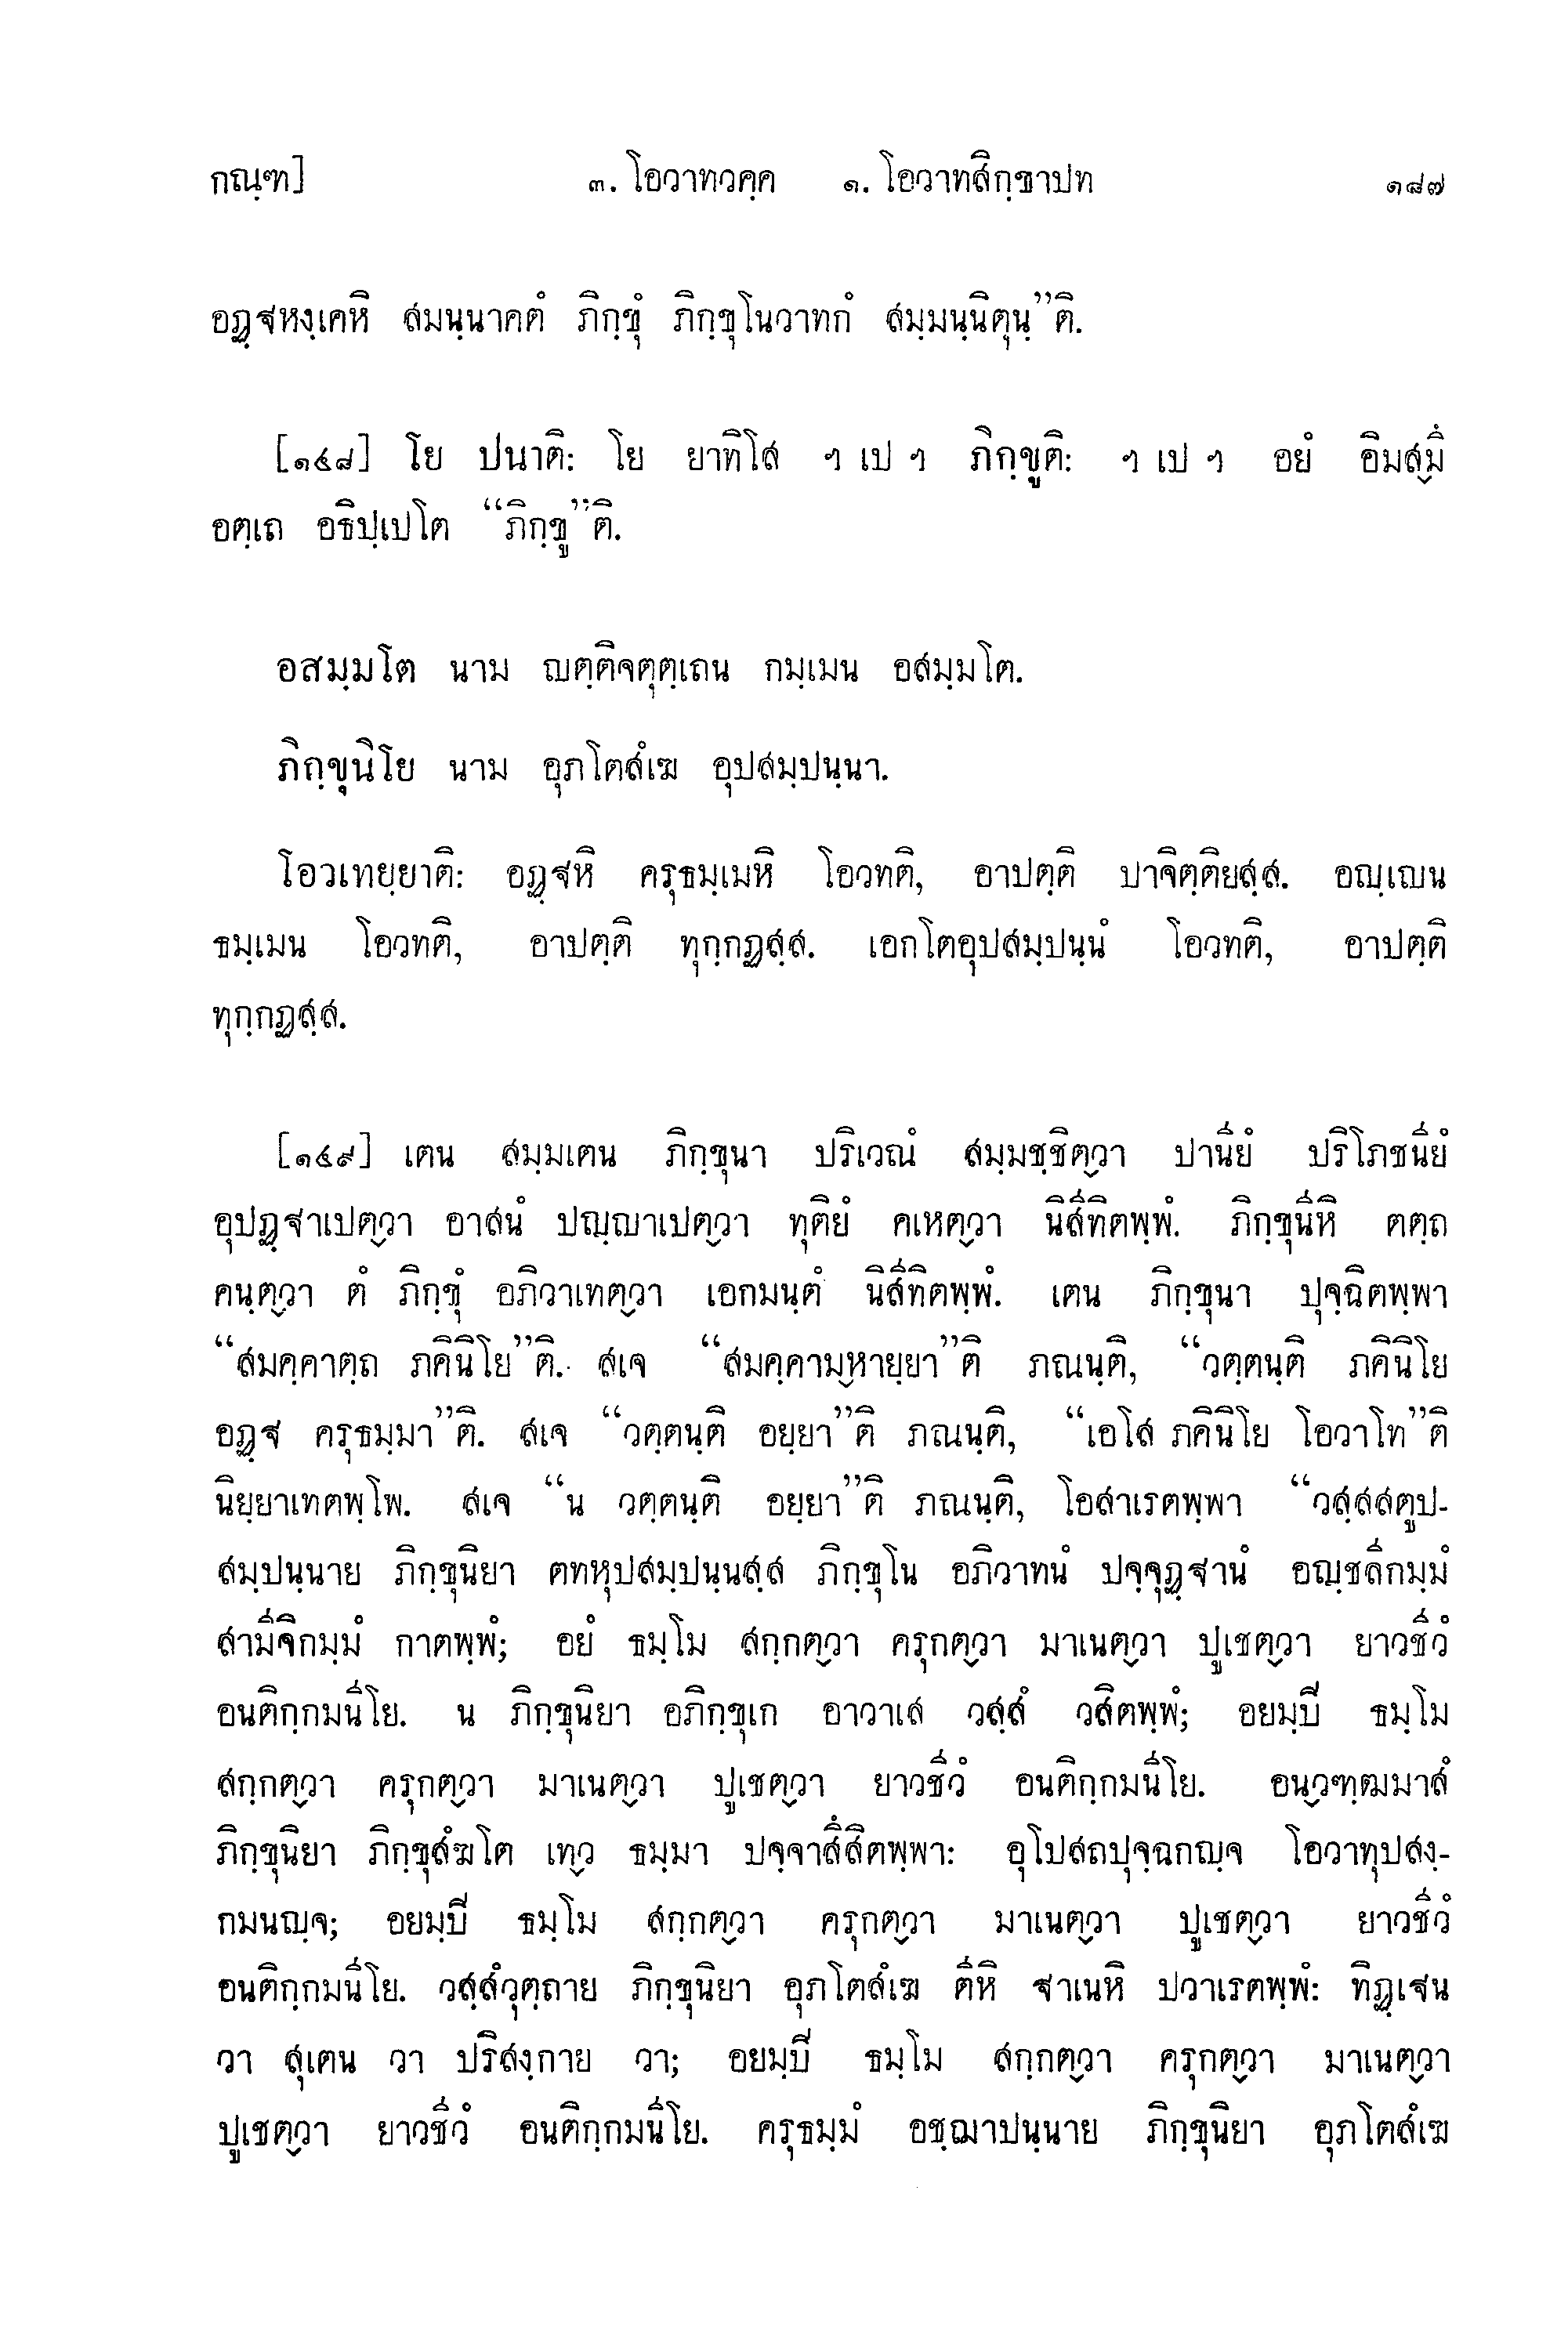 กณฺฑ] ๓. โอวาทวคฺค ๑. โอวาทสิกฺขาปท ๑๘๗
อฏฺฐหงฺเคหิ สมนฺนาคตํ ภิกฺขุํ ภิกฺขุโนวาทกํ สมฺมนฺนิตุนฺ”ติ.
[๑๔๘] โย ปนาติ: โย ยาทิโส ฯ เป ฯ ภิกฺขูติ: ฯ เป ฯ อยํ อิมสฺมึ
อตฺเถ อธิปฺเปโต “ภิกฺขู”ติ.
อสมฺมโต นาม ญตฺติจตุตฺเถน กมฺเมน อสมฺมโต.
ภิกฺขุนิโย นาม อุภโตสํเฆ อุปสมฺปนฺนา.
โอวเทยฺยาติ: อฏฺฐหิ ครุธมฺเมหิ โอวทติ, อาปตฺติ ปาจิตฺติยสฺส. อญฺเญน
ธมฺเมน โอวทติ, อาปตฺติ ทุกฺกฏสฺส. เอกโตอุปสมฺปนฺนํ โอวทติ, อาปตฺติ
ทุกฺกฏสฺส.
[๑๔๙] เตน สมฺมเตน ภิกฺขุนา ปริเวณํ สมฺมชฺชิตฺวา ปานียํ ปริโภชนียํ
อุปฏฺฐาเปตฺวา อาสนํ ปญฺญาเปตฺวา ทุติยํ คเหตฺวา นิสีทิตพฺพํ. ภิกฺขุนีหิ ตตฺถ
คนฺตฺวา ตํ ภิกฺขุํ อภิวาเทตฺวา เอกมนฺตํ นิสีทิตพฺพํ. เตน ภิกฺขุนา ปุจฺฉิตพฺพา
“สมคฺคาตฺถ ภคินิโย”ติ. สเจ “สมคฺคามฺหายฺยา”ติ ภณนฺติ, “วตฺตนฺติ ภคินิโย
อฏฺฐ ครุธมฺมา”ติ. สเจ “วตฺตนฺติ อยฺยา”ติ ภณนฺติ, “เอโส ภคินิโย โอวาโท”ติ
นิยฺยาเทตพฺโพ. สเจ “น วตฺตนฺติ อยฺยา”ติ ภณนฺติ, โอสาเรตพฺพา “วสฺสสตูป-
สมฺปนฺนาย ภิกฺขุนิยา ตทหุปสมฺปนฺนสฺส ภิกฺขุโน อภิวาทนํ ปจฺจุฏฺฐานํ อญฺชลีกมฺมํ
สามีจิกมฺมํ กาตพฺพํ; อยํ ธมฺโม สกฺกตฺวา ครุกตฺวา มาเนตฺวา ปูเชตฺวา ยาวชีวํ
อนติกฺกมนีโย. น ภิกฺขุนิยา อภิกฺขุเก อาวาเส วสฺสํ วสิตพฺพํ; อยมฺปี ธมฺโม
สกฺกตฺวา ครุกตฺวา มาเนตฺวา ปูเชตฺวา ยาวชีวํ อนติกฺกมนีโย. อนฺวฑฺฒมาสํ
ภิกฺขุนิยา ภิกฺขุสํฆโต เทฺว ธมฺมา ปจฺจาสึสิตพฺพา: อุโปสถปุจฺฉกญฺจ โอวาทุปสงฺ-
กมนญฺจ; อยมฺปี ธมฺโม สกฺกตฺวา ครุกตฺวา มาเนตฺวา ปูเชตฺวา ยาวชีวํ
อนติกฺกมนีโย. วสฺสํวุตฺถาย ภิกฺขุนิยา อุภโตสํเฆ ตีหิ ฐาเนหิ ปวาเรตพฺพํ: ทิฏฺเฐน
วา สุเตน วา ปริสงฺกาย วา; อยมฺปี ธมฺโม สกฺกตฺวา ครุกตฺวา มาเนตฺวา
ปูเชตฺวา ยาวชีวํ อนติกฺกมนีโย. ครุธมฺมํ อชฺฌาปนฺนาย ภิกฺขุนิยา อุภโตสํเฆ